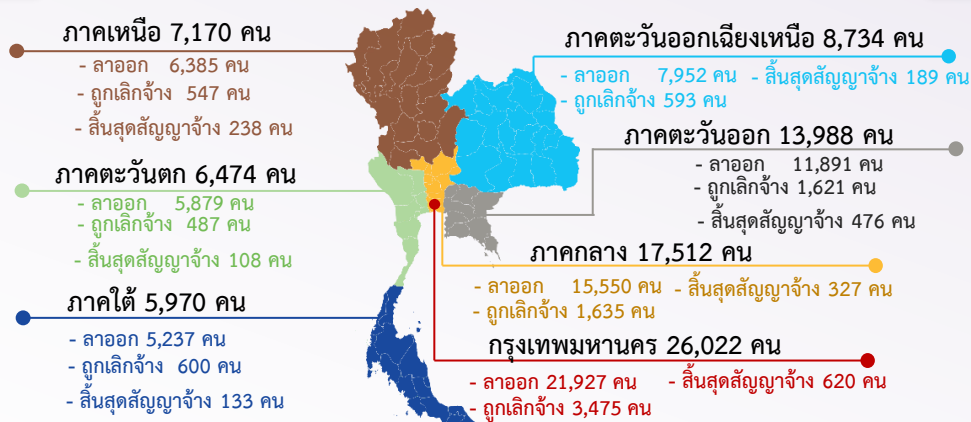 ภาคเหนือ 7,170 คน
- ลาออก 6,385 คน
- ถูกเลิกจ้าง 547 คน
- สิ้นสุดสัญญาจ้าง 238 คน
ภาคตะวันออกเฉียงเหนือ 8,734 คน
- ลาออก 7,952 คน - สิ้นสุดสัญญาจ้าง 189 คน
- ถูกเลิกจ้าง 593 คน
ภาคตะวันออก 13,988 คน
- ลาออก 11,891 คน
- ถูกเลิกจ้าง 1,621 คน
- สิ้นสุดสัญญาจ้าง 476 คน
ภาคตะวันตก 6,474 คน
- ลาออก 5,879 คน
- ถูกเลิกจ้าง 487 คน
- สิ้นสุดสัญญาจ้าง 108 คน
ภาคกลาง 17,512 คน
- ลาออก 15,550 คน - สิ้นสุดสัญญาจ้าง 327 คน
- ถูกเลิกจ้าง 1,635 คน
ภาคใต้ 5,970 คน
- ลาออก 5,237 คน
- ถูกเลิกจ้าง 600 คน
- สิ้นสุดสัญญาจ้าง 133 คน
กรุงเทพมหานคร 26,022 คน
- ลาออก 21,927 คน - สิ้นสุดสัญญาจ้าง 620 คน
- ถูกเลิกจ้าง 3,475 คน